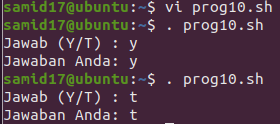 samid17@ubuntu:~$ vi prog10.sh
samid17@ubuntu:~$ . prog10.sh
Jawab (Y/T) : y
Jawaban Anda: y
samid17@ubuntu:~$ . prog10.sh
Jawab (Y/T) : t
Jawaban Anda: t